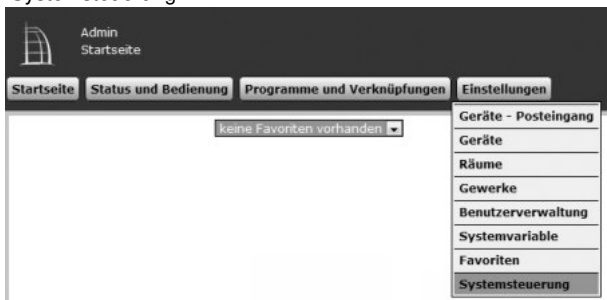 Admin
Startseite
Startseite Status und Bedienung Programme und Verknüpfungen Einstellungen
keine Favoriten vorhanden
Geräte - Posteingang
Geräte
Räume
Gewerke
Benutzerverwaltung
Systemvariable
Favoriten
Systemsteuerung